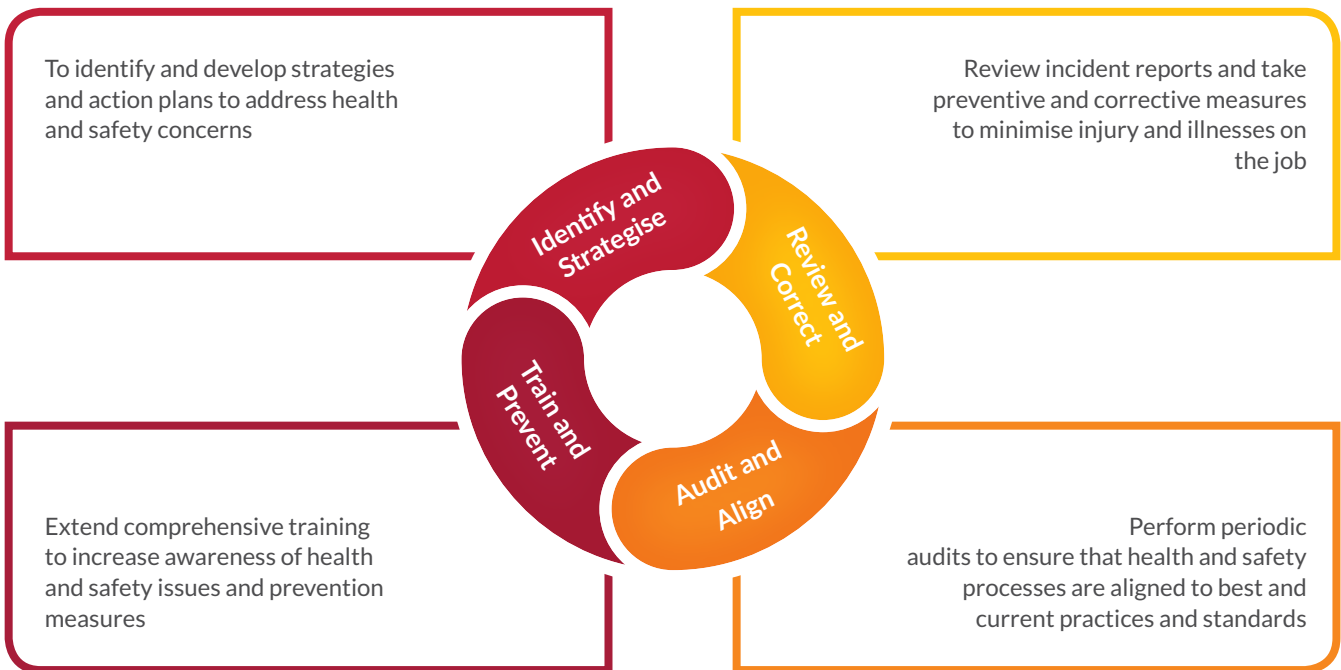 To identify and develop strategies
and action plans to address health
and safety concerns
Review incident reports and take
preventive and corrective measures
to minimise injury and illnesses on
the job
Identify and
Strategise
Review and
Correct
Train and
Prevent
Audit and
Align
Extend comprehensive training
to increase awareness of health
and safety issues and prevention
measures
Perform periodic
audits to ensure that health and safety
processes are aligned to best and
current practices and standards